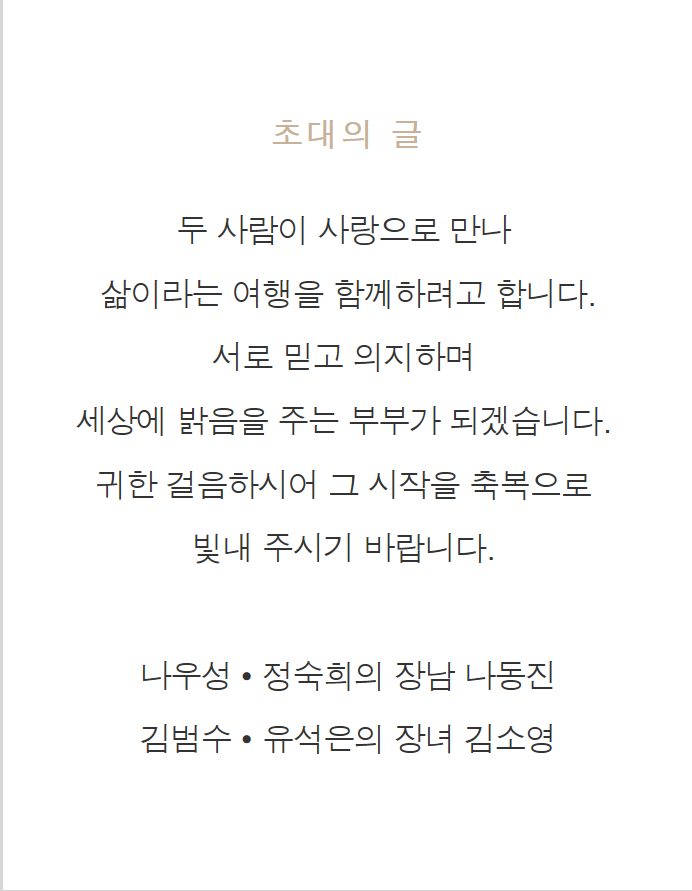 초대의 글
두 사람이 사랑으로 만나
삶이라는 여행을 함께하려고 합니다.
서로 믿고 의지하며
세상에 밝음을 주는 부부가 되겠습니다.
귀한 걸음하시어 그 시작을 축복으로
빛내 주시기 바랍니다.
나우성 • 정숙희의 장남 나동진
김범수 • 유석은의 장녀 김소영